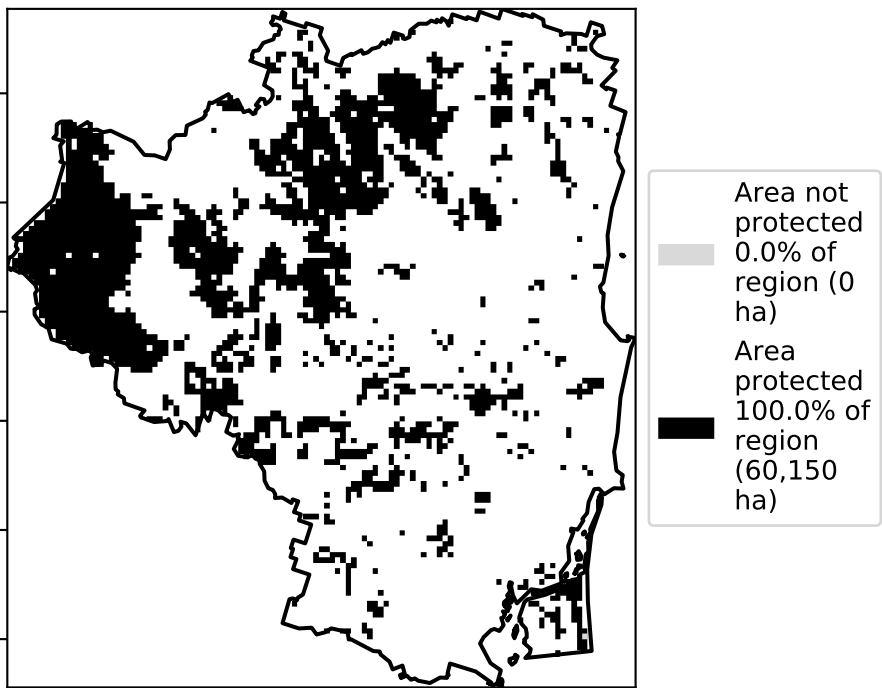 Area not
protected
0.0% of
region (0
ha)
Area
protected
100.0% of
region
(60,150
ha)